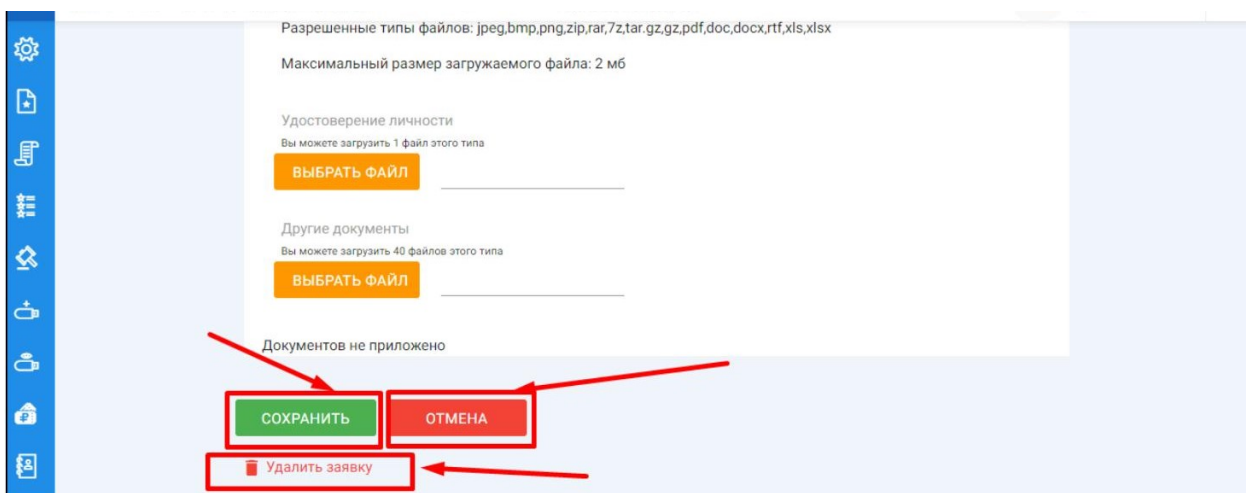 Разрешенные типы файлов: jpeg,bmp,png,zip,rar,7z,tar.gz,gz,pdf,doc,docx,rtf,xls,xlsx
Максимальный размер загружаемого файла: 2 мб
Удостоверение личности
Вы можете загрузить 1 файл этого типа
ВЫБРАТЬ ФАЙЛ
Другие документы
Вы можете загрузить 40 файлов этого типа
ВЫБРАТЬ ФАЙЛ
Документов не приложено
СОХРАНИТЬ ОТМЕНА
Удалить заявку